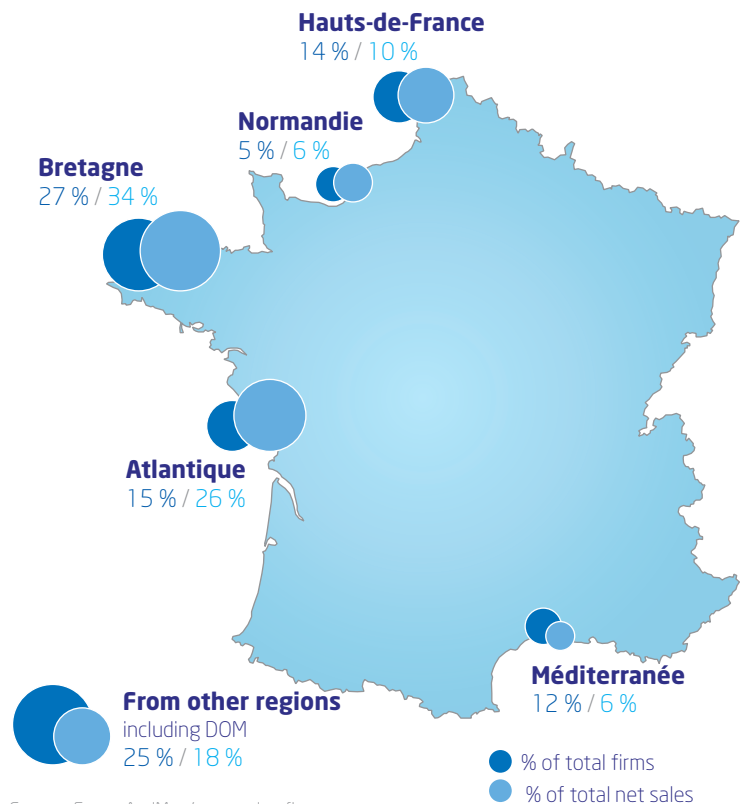 Hauts-de-France
14 % / 10 %
Normandie
5 % / 6 %
Bretagne
27 % / 34 %
Atlantique
15 % / 26 %
Méditerranée
12 % / 6 %
From other regions
including DOM
25 % / 18 %
% of total firms
% of total net sales